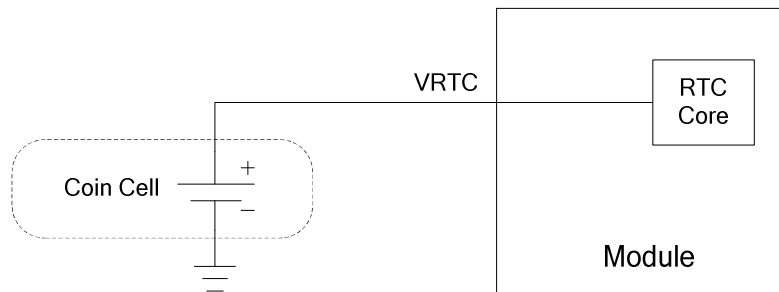 VRTC
RTC
Core
Coin Cell
+
−
Module